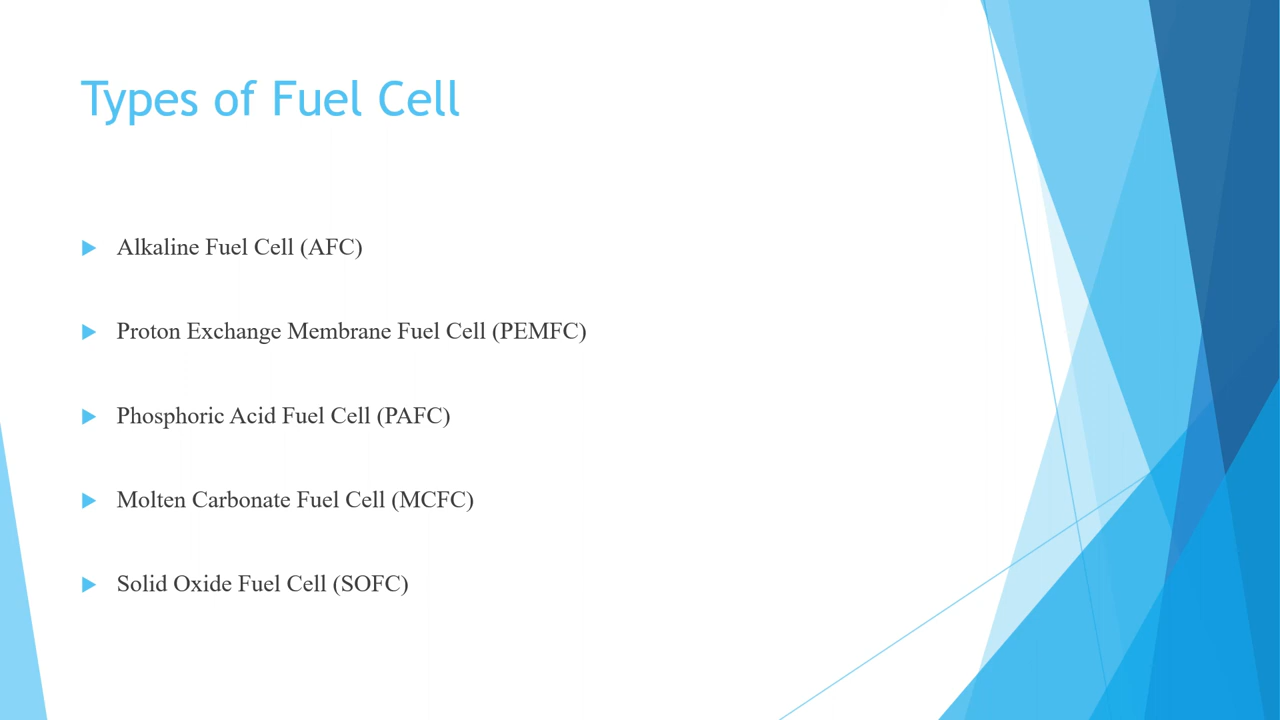 Types of Fuel Cell
Alkaline Fuel Cell (AFC)
Proton Exchange Membrane Fuel Cell (PEMFC)
Phosphoric Acid Fuel Cell (PAFC)
Molten Carbonate Fuel Cell (MCFC)
Solid Oxide Fuel Cell (SOFC)